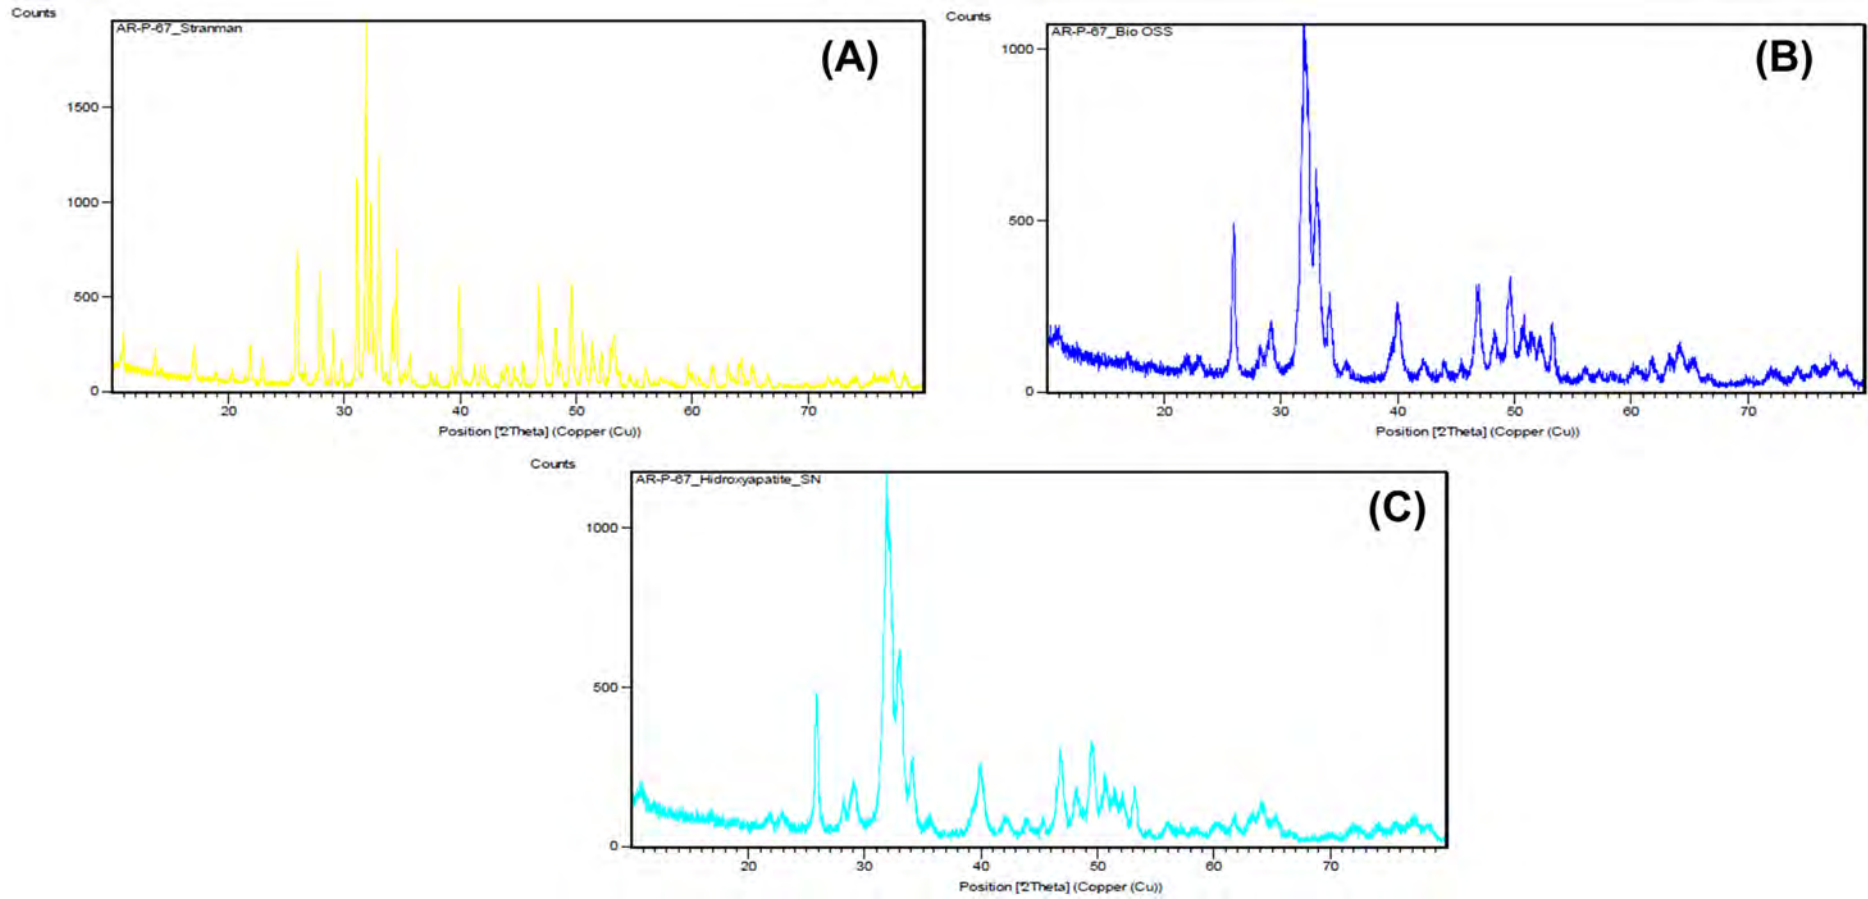 Counts
AR-P-67_Stranman
(A)
1500
1000
500
0
20 30 40 50 60 70
Position [°2Theta] (Copper (Cu))
Counts
AR-P-67_Bio OSS
(B)
1000
500
0
20 30 40 50 60 70
Position [°2Theta] (Copper (Cu))
Counts
AR-P-67_Hidroxyapatite_SN
(C)
1000
500
0
20 30 40 50 60 70
Position [°2Theta] (Copper (Cu))